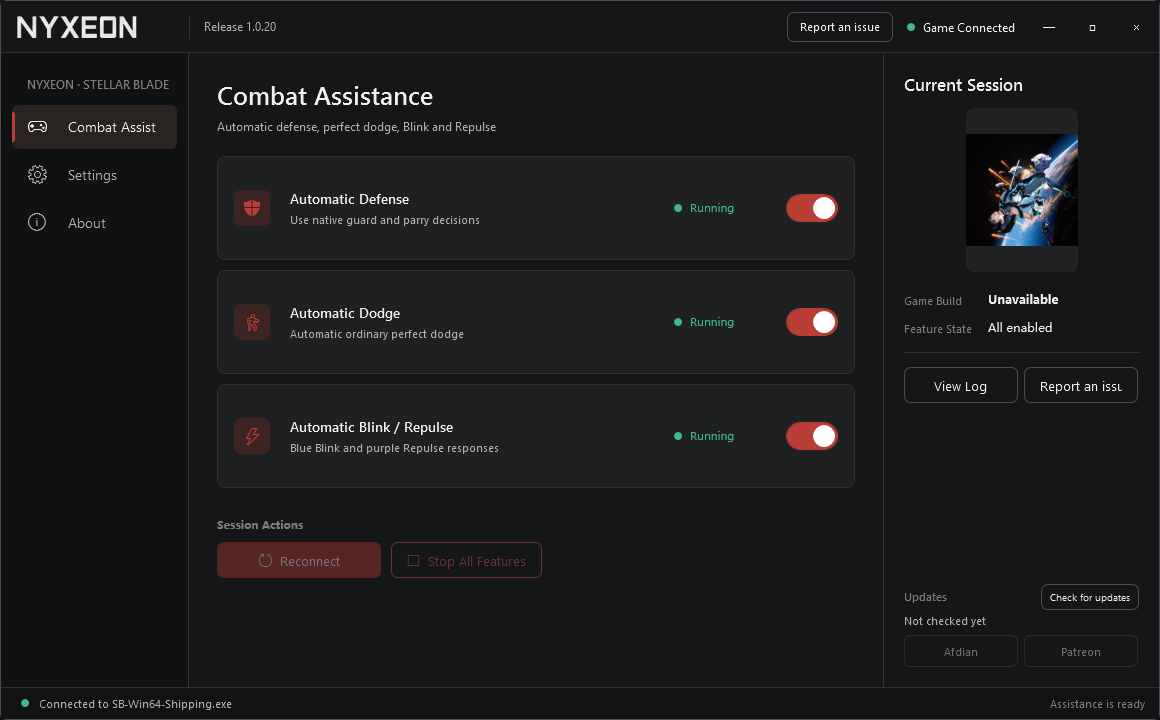 NYXEON
Release 1.0.20
Report an issue
Game Connected
NYXEON · STELLAR BLADE
Combat Assist
Settings
About
Combat Assistance
Automatic defense, perfect dodge, Blink and Repulse
Automatic Defense
Use native guard and parry decisions
Running
Automatic Dodge
Automatic ordinary perfect dodge
Running
Automatic Blink / Repulse
Blue Blink and purple Repulse responses
Running
Session Actions
Reconnect
Stop All Features
Current Session
Game Build Unavailable
Feature State All enabled
View Log
Report an issu
Updates
Check for updates
Not checked yet
Afdian
Patreon
Connected to SB-Win64-Shipping.exe
Assistance is ready